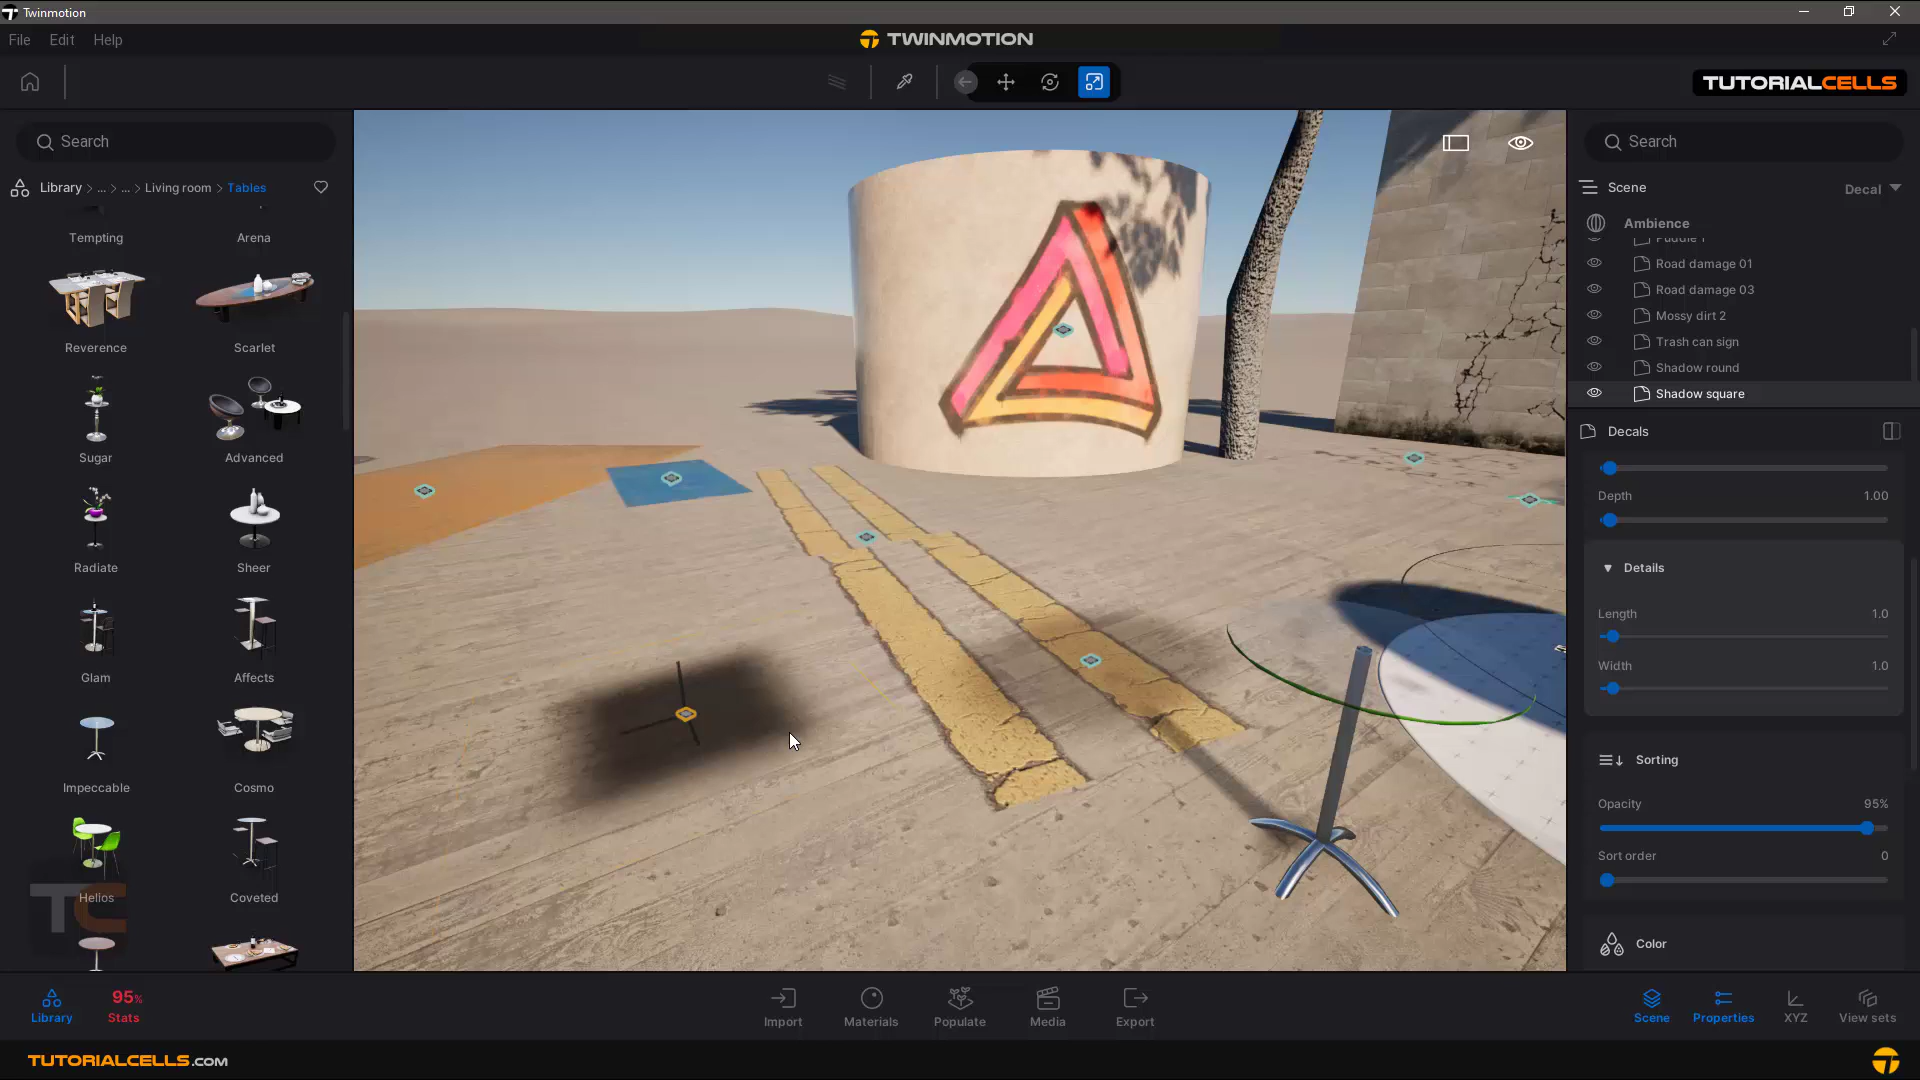 Twinmotion
File Edit Help
TWINMOTION
TUTORIALCELLS
Search
Library > ... > ... > Living room > Tables
Tempting Arena
Reverence Scarlet
Sugar Advanced
Radiate Sheer
Glam Affects
Impeccable Cosmo
Helios Coveted
TC
Search
Scene Decal
Ambience
Puddle 1
Road damage 01
Road damage 03
Mossy dirt 2
Trash can sign
Shadow round
Shadow square
Decals
Depth 1.00
Details
Length 1.0
Width 1.0
Sorting
Opacity 95%
Sort order 0
Color
Library
95%
Stats
Import Materials Populate Media Export
Scene Properties XYZ View sets
TUTORIALCELLS.COM